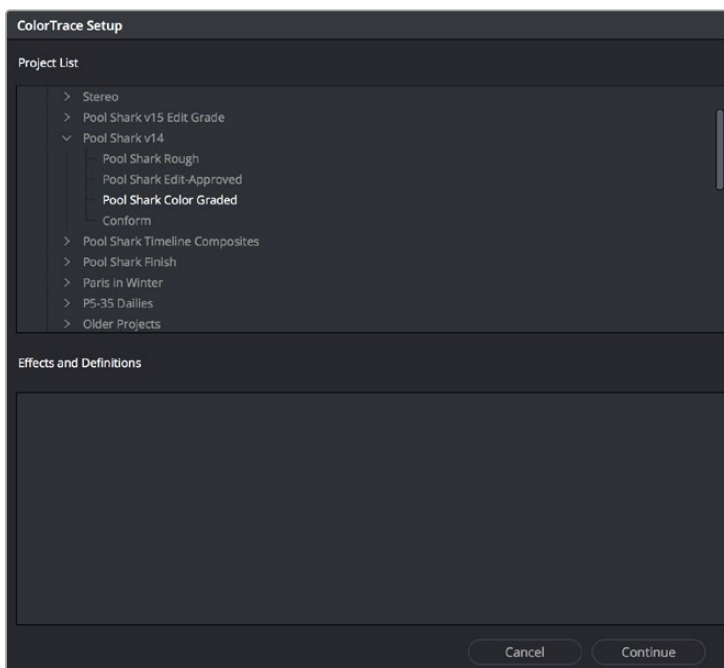 ColorTrace Setup
Project List
Stereo
Pool Shark v15 Edit Grade
Pool Shark v14
Pool Shark Rough
Pool Shark Edit-Approved
Pool Shark Color Graded
Conform
Pool Shark Timeline Composites
Pool Shark Finish
Paris in Winter
P5-35 Dailies
Older Projects
Effects and Definitions
Cancel Continue